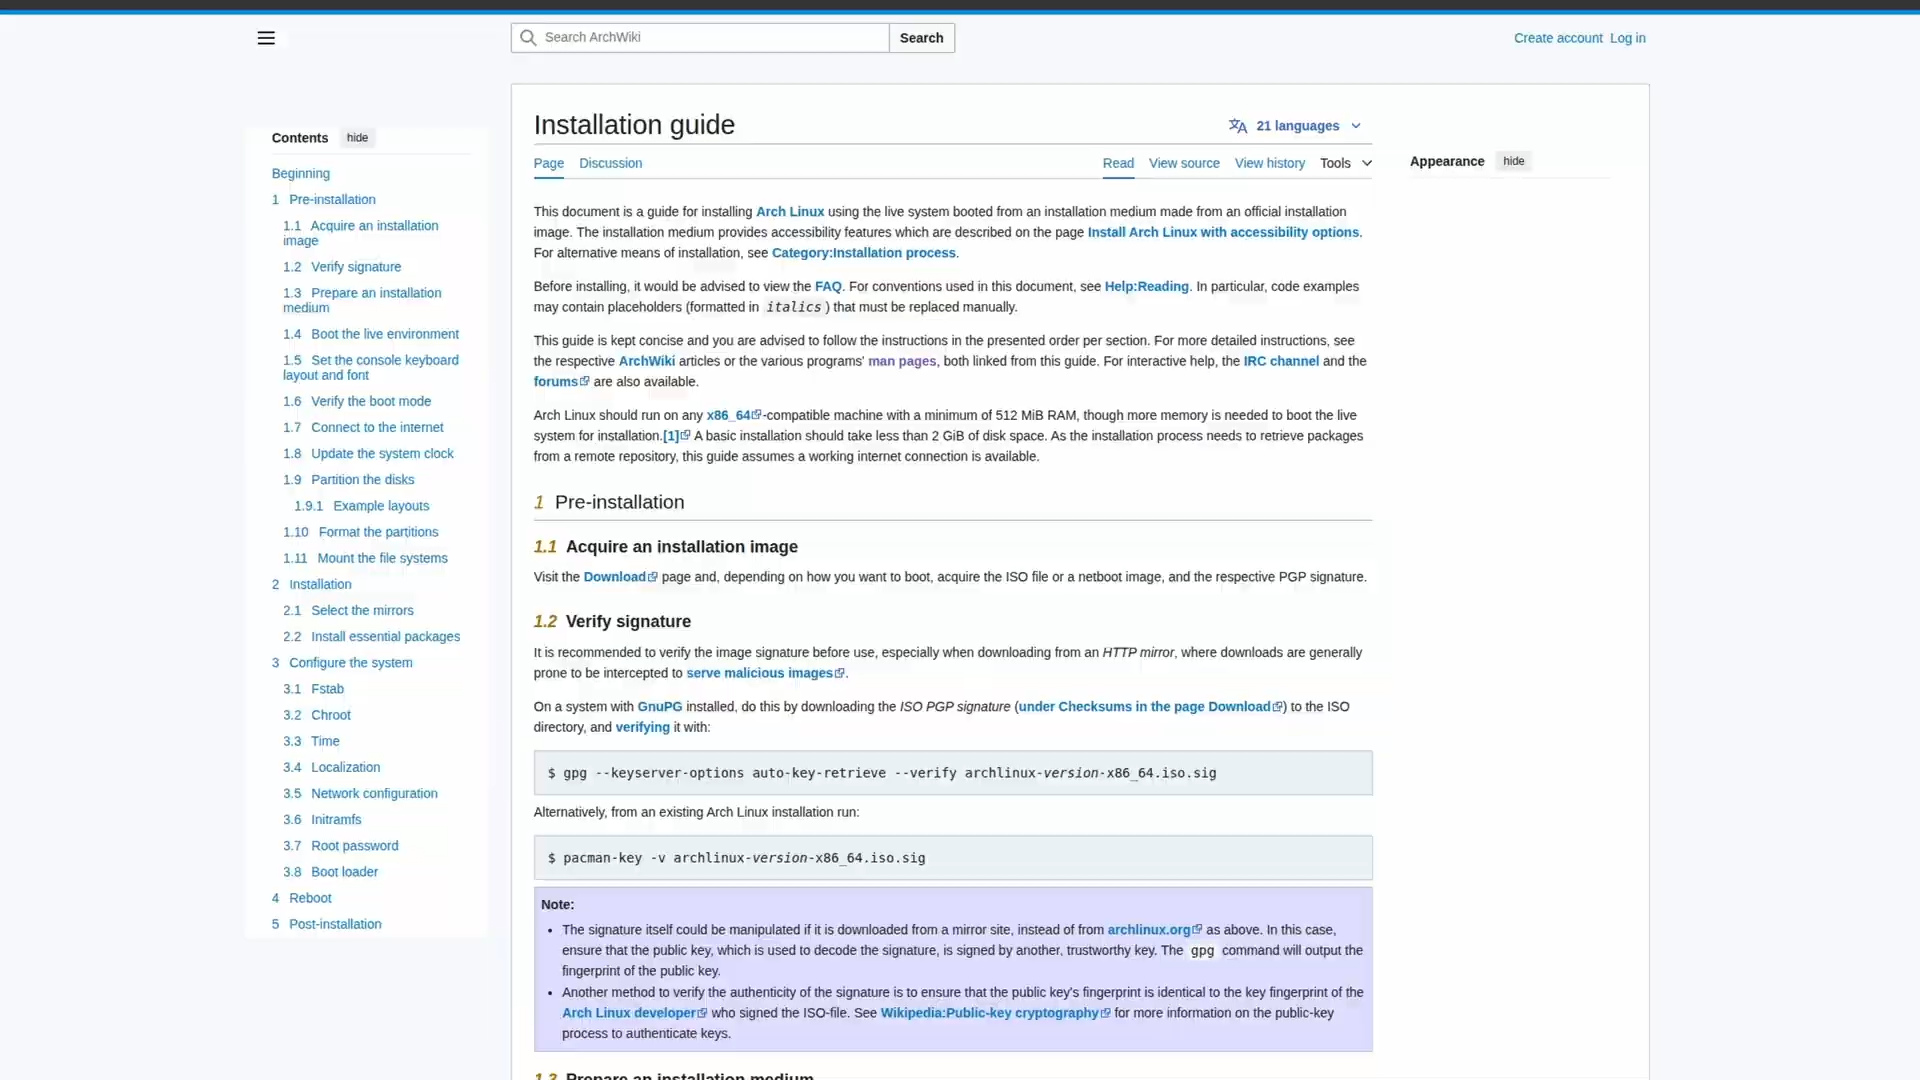 Search ArchWiki
Search
Create account Log in
Contents hide
Beginning
1 Pre-installation
1.1 Acquire an installation
image
1.2 Verify signature
1.3 Prepare an installation
medium
1.4 Boot the live environment
1.5 Set the console keyboard
layout and font
1.6 Verify the boot mode
1.7 Connect to the internet
1.8 Update the system clock
1.9 Partition the disks
1.9.1 Example layouts
1.10 Format the partitions
1.11 Mount the file systems
2 Installation
2.1 Select the mirrors
2.2 Install essential packages
3 Configure the system
3.1 Fstab
3.2 Chroot
3.3 Time
3.4 Localization
3.5 Network configuration
3.6 Initramfs
3.7 Root password
3.8 Boot loader
4 Reboot
5 Post-installation
Installation guide
21 languages
Page Discussion
Read View source View history Tools
This document is a guide for installing Arch Linux using the live system booted from an installation medium made from an official installation
image. The installation medium provides accessibility features which are described on the page Install Arch Linux with accessibility options.
For alternative means of installation, see Category:Installation process.
Before installing, it would be advised to view the FAQ. For conventions used in this document, see Help:Reading. In particular, code examples
may contain placeholders (formatted in italics ) that must be replaced manually.
This guide is kept concise and you are advised to follow the instructions in the presented order per section. For more detailed instructions, see
the respective ArchWiki articles or the various programs' man pages, both linked from this guide. For interactive help, the IRC channel and the
forums are also available.
Arch Linux should run on any x86_64-compatible machine with a minimum of 512 MiB RAM, though more memory is needed to boot the live
system for installation.[1] A basic installation should take less than 2 GiB of disk space. As the installation process needs to retrieve packages
from a remote repository, this guide assumes a working internet connection is available.
1 Pre-installation
1.1 Acquire an installation image
Visit the Download page and, depending on how you want to boot, acquire the ISO file or a netboot image, and the respective PGP signature.
1.2 Verify signature
It is recommended to verify the image signature before use, especially when downloading from an HTTP mirror, where downloads are generally
prone to be intercepted to serve malicious images.
On a system with GnuPG installed, do this by downloading the ISO PGP signature (under Checksums in the page Download) to the ISO
directory, and verifying it with:
$ gpg --keyserver-options auto-key-retrieve --verify archlinux-version-x86_64.iso.sig
Alternatively, from an existing Arch Linux installation run:
$ pacman-key -v archlinux-version-x86_64.iso.sig
Note:
• The signature itself could be manipulated if it is downloaded from a mirror site, instead of from archlinux.org as above. In this case,
ensure that the public key, which is used to decode the signature, is signed by another, trustworthy key. The gpg command will output the
fingerprint of the public key.
• Another method to verify the authenticity of the signature is to ensure that the public key's fingerprint is identical to the key fingerprint of the
Arch Linux developer who signed the ISO-file. See Wikipedia:Public-key cryptography for more information on the public-key
process to authenticate keys.
1.3 Prepare an installation medium
Appearance hide